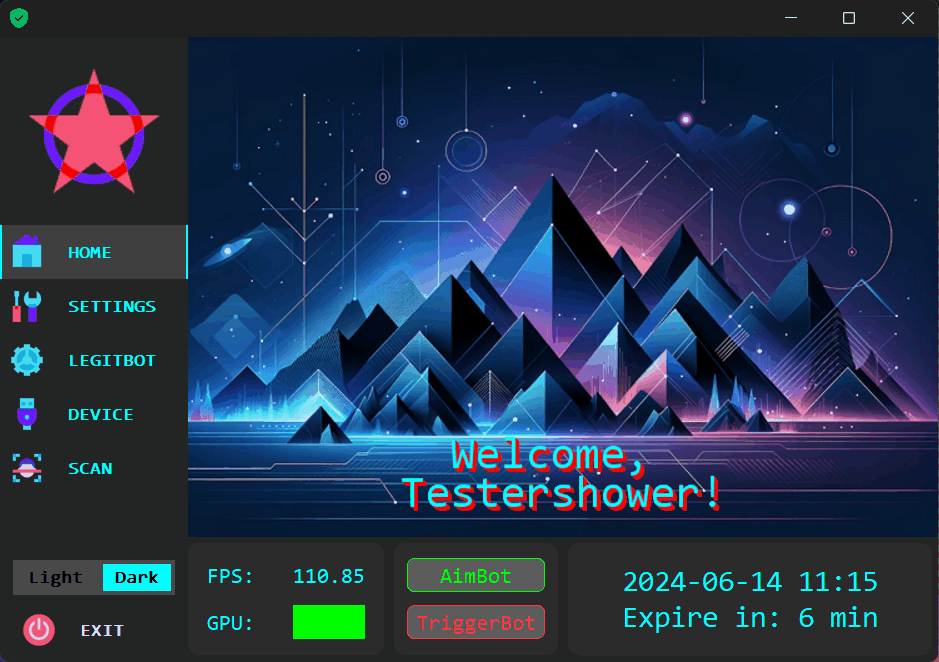 HOME
SETTINGS
LEGITBOT
DEVICE
SCAN
Light Dark
EXIT
Welcome,
Testershower!
FPS: 110.85
GPU:
AimBot
TriggerBot
2024-06-14 11:15
Expire in: 6 min